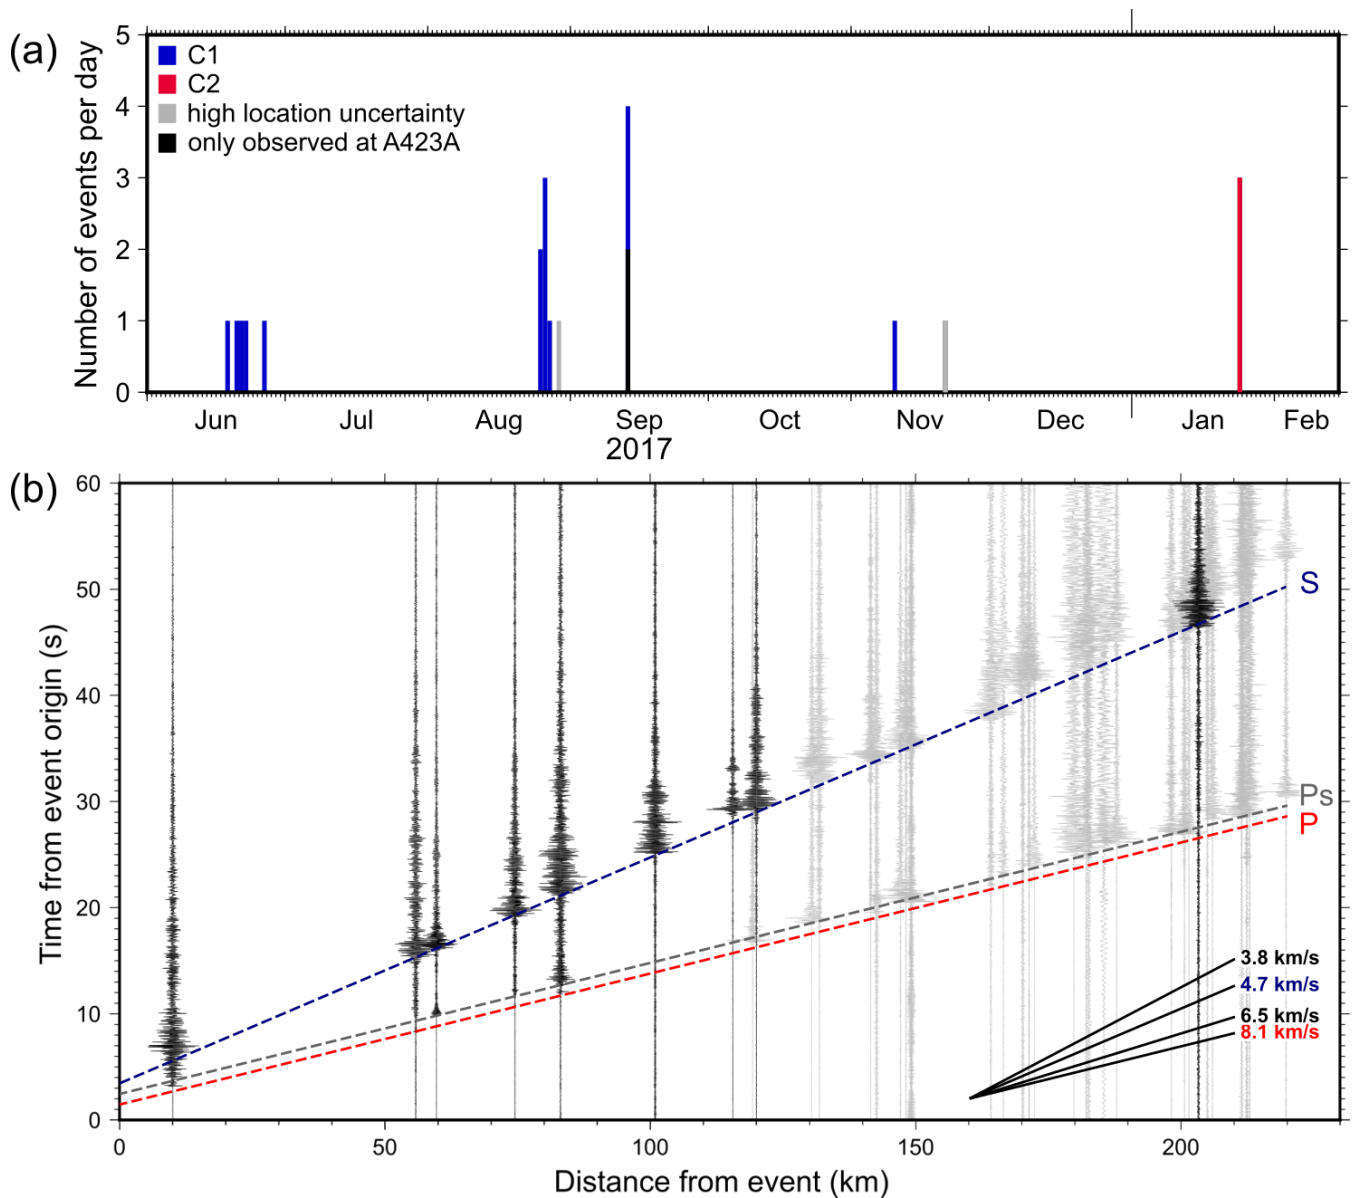 (a)
Number of events per day
5
4
3
2
1
0
C1
C2
high location uncertainty
only observed at A423A
Jun Jul Aug Sep Oct Nov Dec Jan Feb
2017
(b)
Time from event origin (s)
60
50
40
30
20
10
0
S
Ps
P
3.8 km/s
4.7 km/s
6.5 km/s
8.1 km/s
0 50 100 150 200
Distance from event (km)